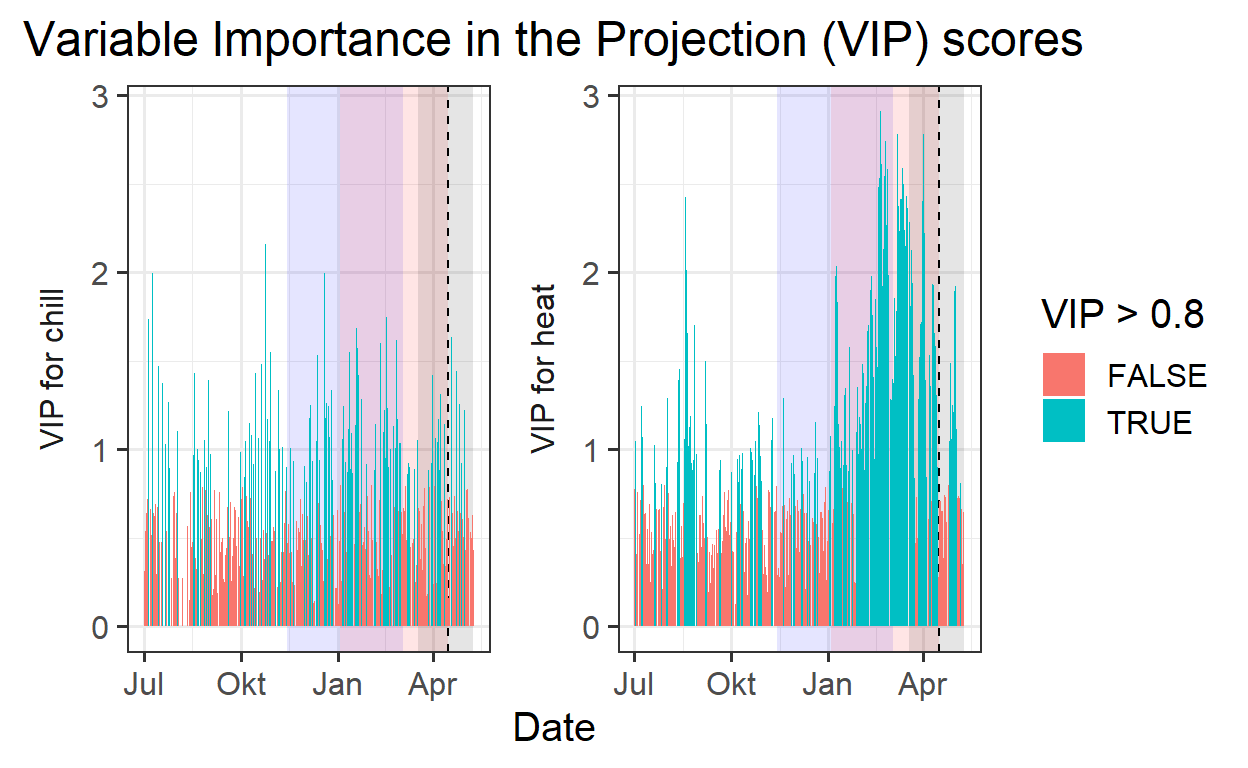 Variable Importance in the Projection (VIP) scores
VIP for chill
3
2
1
0
Jul Okt Jan Apr
VIP for heat
3
2
1
0
Jul Okt Jan Apr
Date
VIP > 0.8
FALSE
TRUE